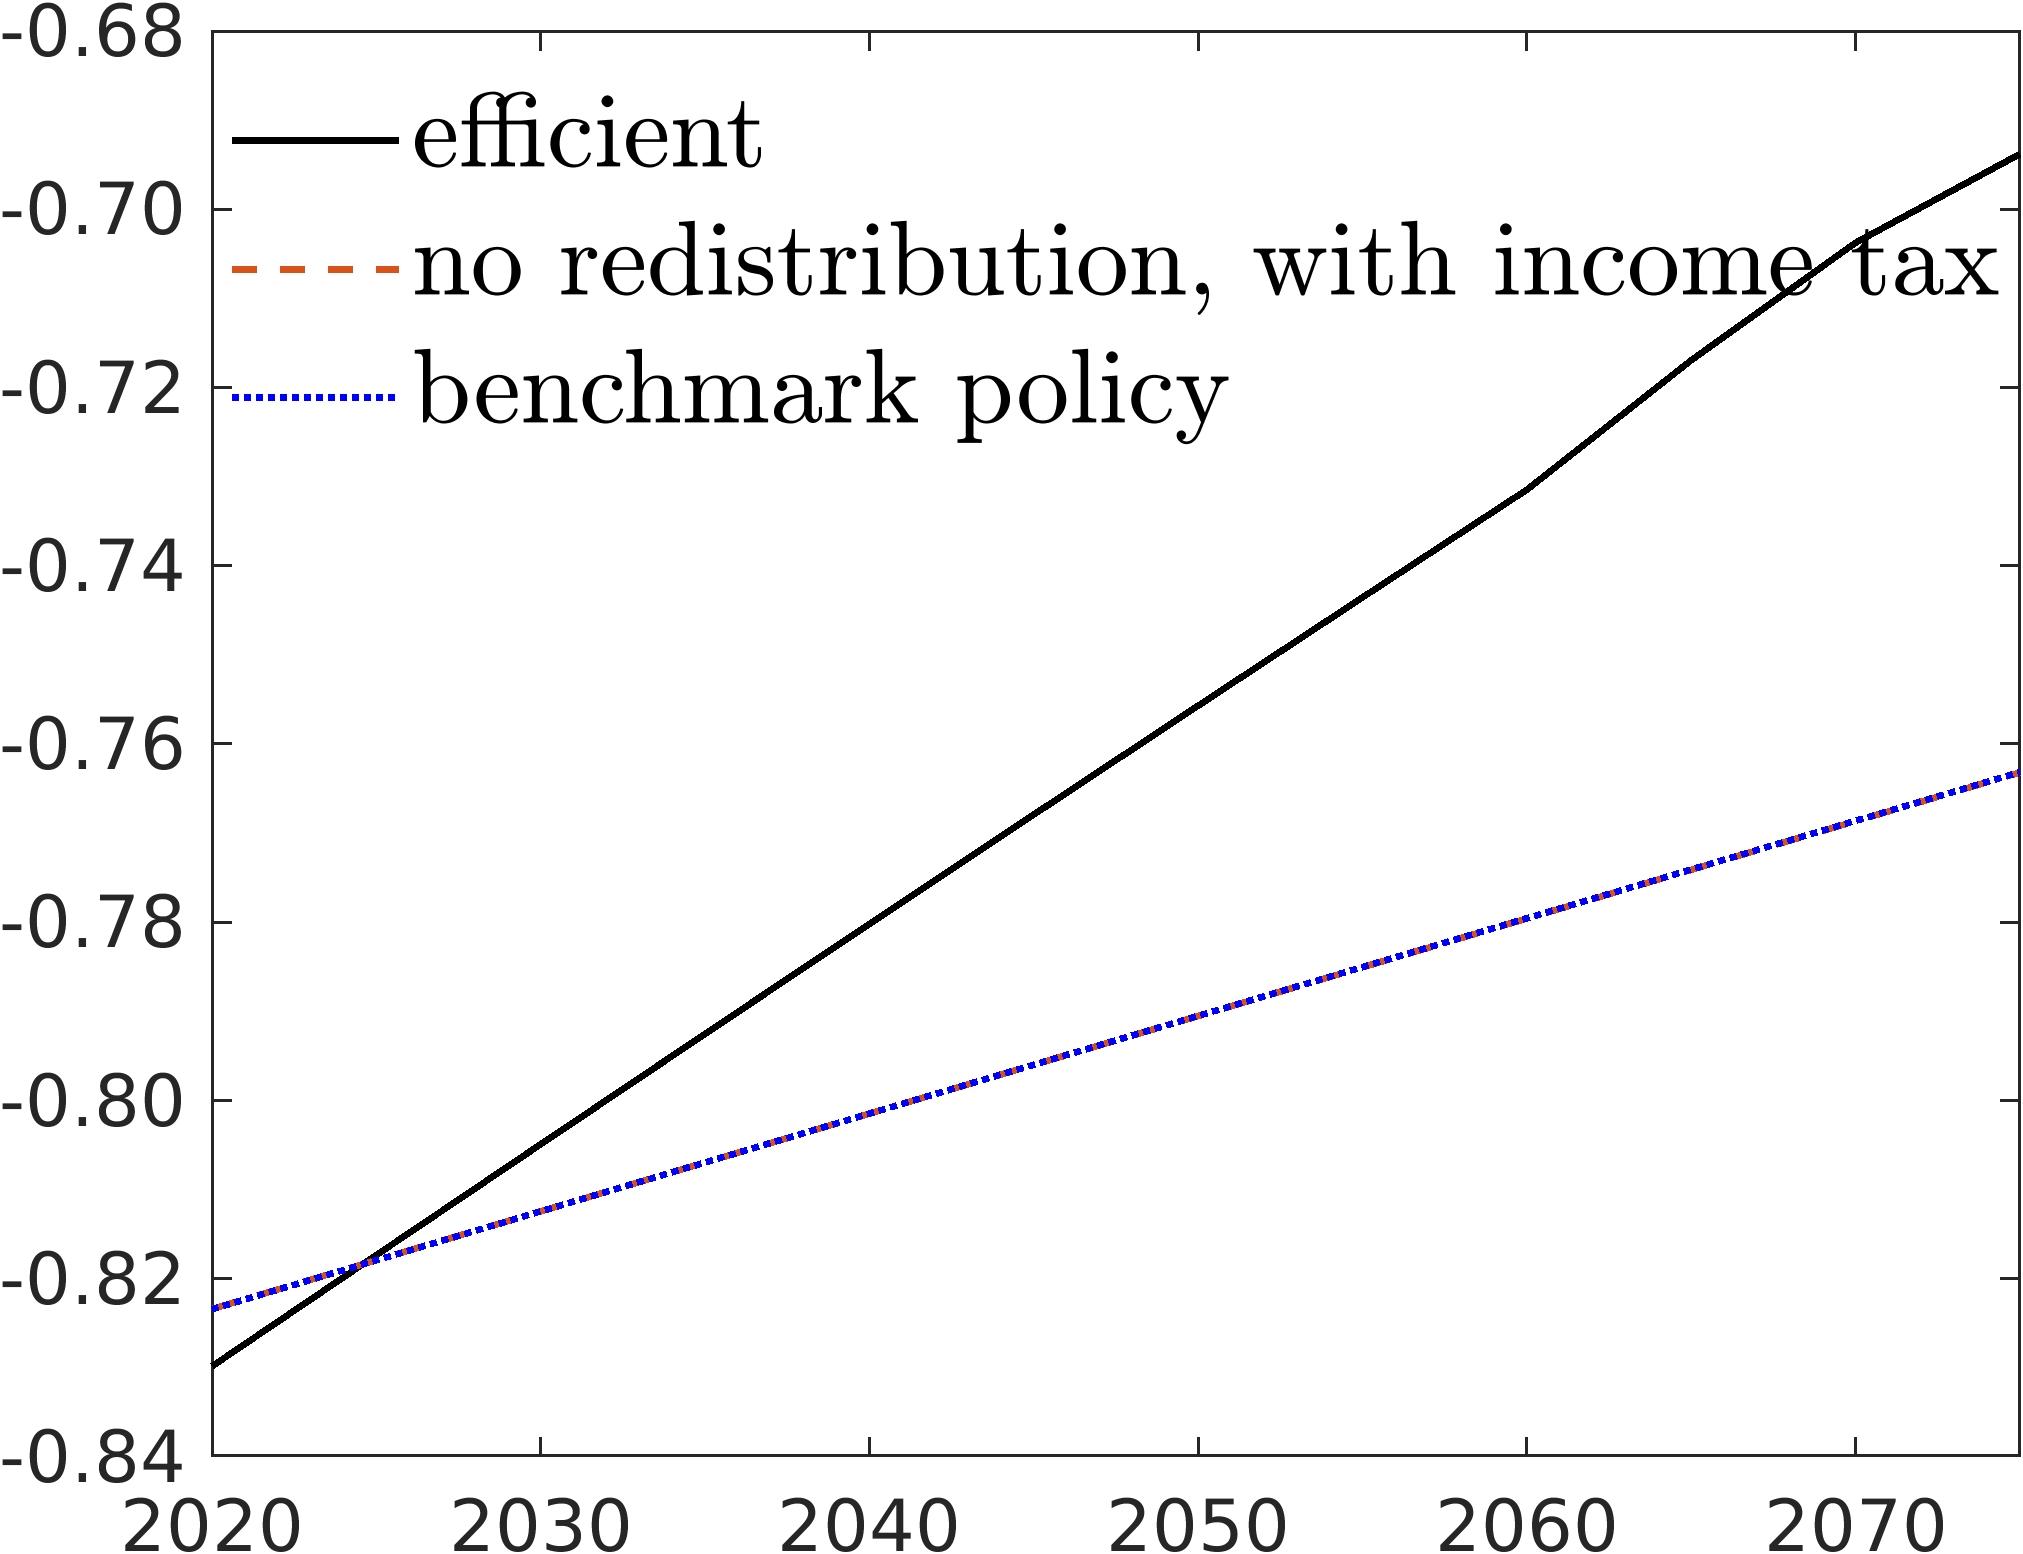 -0.68
efficient
-0.70
no redistribution, with income tax
-0.72
benchmark policy
-0.74
-0.76
-0.78
-0.80
-0.82
-0.84
2020 2030 2040 2050 2060 2070